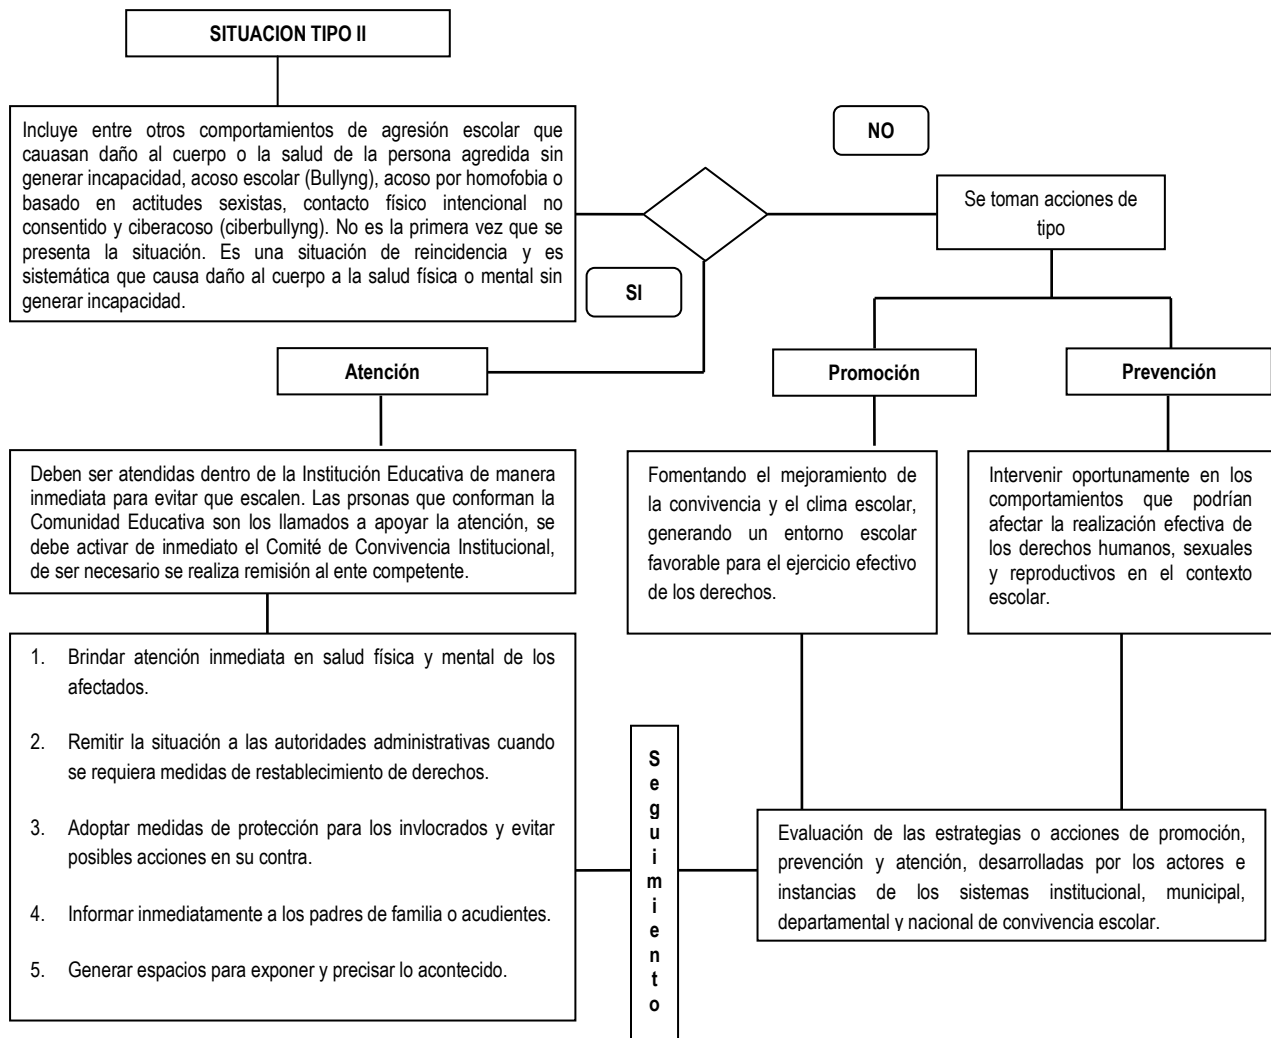 SITUACION TIPO II
Incluye entre otros comportamientos de agresión escolar que
cauasan daño al cuerpo o la salud de la persona agredida sin
generar incapacidad, acoso escolar (Bullyng), acoso por homofobia o
basado en actitudes sexistas, contacto físico intencional no
consentido y ciberacoso (ciberbullyng). No es la primera vez que se
presenta la situación. Es una situación de reincidencia y es
sistemática que causa daño al cuerpo a la salud física o mental sin
generar incapacidad.
NO
SI
Se toman acciones de
tipo
Atención
Promoción
Prevención
Deben ser atendidas dentro de la Institución Educativa de manera
inmediata para evitar que escalen. Las prsonas que conforman la
Comunidad Educativa son los llamados a apoyar la atención, se
debe activar de inmediato el Comité de Convivencia Institucional,
de ser necesario se realiza remisión al ente competente.
Fomentando el mejoramiento de
la convivencia y el clima escolar,
generando un entorno escolar
favorable para el ejercicio efectivo
de los derechos.
Intervenir oportunamente en los
comportamientos que podrían
afectar la realización efectiva de
los derechos humanos, sexuales
y reproductivos en el contexto
escolar.
1. Brindar atención inmediata en salud física y mental de los
afectados.
2. Remitir la situación a las autoridades administrativas cuando
se requiera medidas de restablecimiento de derechos.
3. Adoptar medidas de protección para los invlocrados y evitar
posibles acciones en su contra.
4. Informar inmediatamente a los padres de familia o acudientes.
5. Generar espacios para exponer y precisar lo acontecido.
S
e
g
u
i
m
i
e
n
t
o
Evaluación de las estrategias o acciones de promoción,
prevención y atención, desarrolladas por los actores e
instancias de los sistemas institucional, municipal,
departamental y nacional de convivencia escolar.